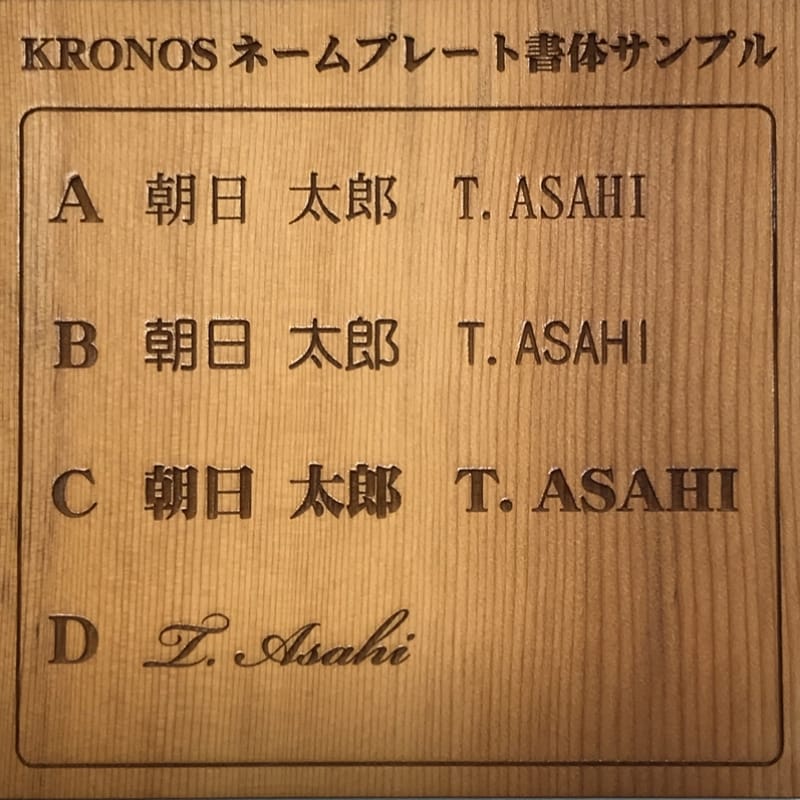 KRONOS ネームプレート書体サンプル
A 朝日 太郎 T. ASAHI
B 朝日 太郎 T. ASAHI
C 朝日 太郎 T. ASAHI
D T. Asahi